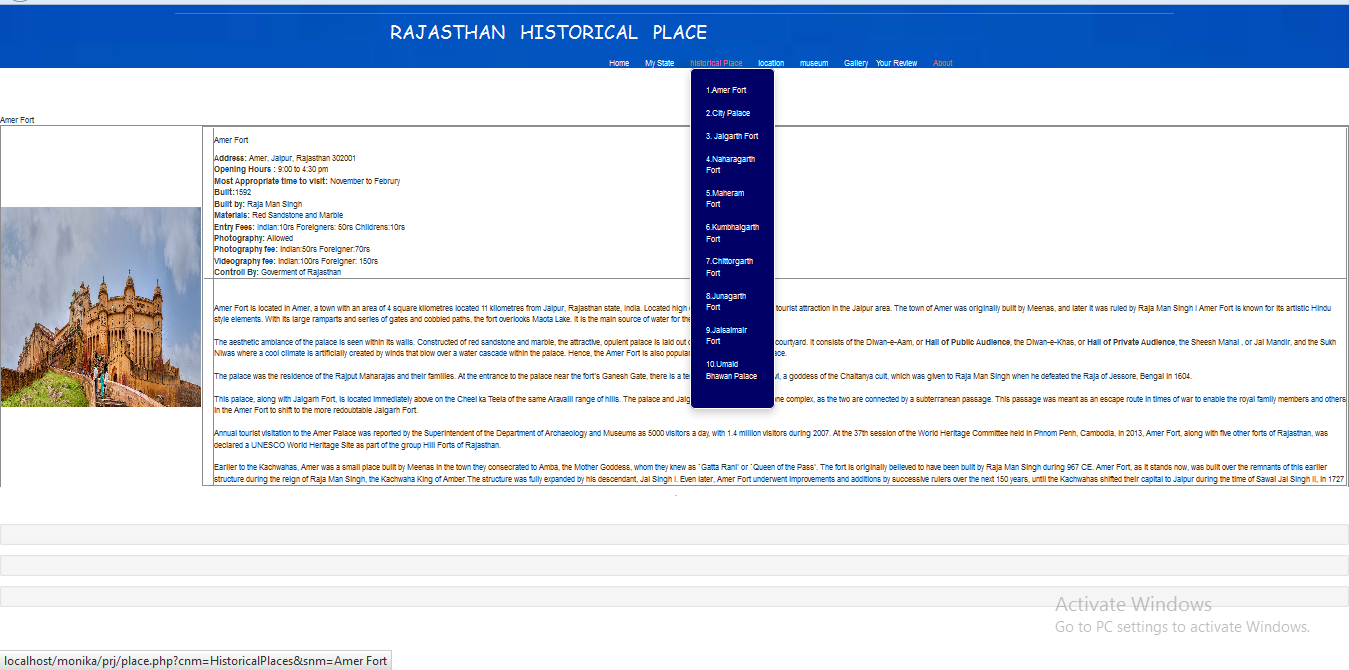 RAJASTHAN HISTORICAL PLACE
Home My State historical Place location museum Gallery Your Review About
1.Amer Fort
2.City Palace
3. Jaigarth Fort
4.Naharagarth
Fort
5.Maheram
Fort
6.Kumbhalgarth
Fort
7.Chittorgarth
Fort
8.Junagarth
Fort
9.Jaisalmair
Fort
10.Umaid
Bhawan Palace
Amer Fort
Amer Fort
Address: Amer, Jaipur, Rajasthan 302001
Opening Hours : 9:00 to 4:30 pm
Most Appropriate time to visit: November to Februry
Built:1592
Built by: Raja Man Singh
Materials: Red Sandstone and Marble
Entry Fees: Indian:10rs Foreigners: 50rs Childrens:10rs
Photography: Allowed
Photography fee: Indian:50rs Foreigner:70rs
Videography fee: Indian:100rs Foreigner: 150rs
Controll By: Goverment of Rajasthan
Amer Fort is located in Amer, a town with an area of 4 square kilometres located 11 kilometres from Jaipur, Rajasthan state, India. Located high tourist attraction in the Jaipur area. The town of Amer was originally built by Meenas, and later it was ruled by Raja Man Singh I Amer Fort is known for its artistic Hindu
style elements. With its large ramparts and series of gates and cobbled paths, the fort overlooks Maota Lake. It is the main source of water for the
The aesthetic ambiance of the palace is seen within its walls. Constructed of red sandstone and marble, the attractive, opulent palace is laid out courtyard. It consists of the Diwan-e-Aam, or Hall of Public Audience, the Diwan-e-Khas, or Hall of Private Audience, the Sheesh Mahal , or Jai Mandir, and the Sukh
Niwas where a cool climate is artificially created by winds that blow over a water cascade within the palace. Hence, the Amer Fort is also popular ce.
The palace was the residence of the Rajput Maharajas and their families. At the entrance to the palace near the fort's Ganesh Gate, there is a te vi, a goddess of the Chaitanya cult, which was given to Raja Man Singh when he defeated the Raja of Jessore, Bengal in 1604.
This palace, along with Jaigarh Fort, is located immediately above on the Cheel ka Teela of the same Aravalli range of hills. The palace and Jaig ne complex, as the two are connected by a subterranean passage. This passage was meant as an escape route in times of war to enable the royal family members and others
in the Amer Fort to shift to the more redoubtable Jaigarh Fort.
Annual tourist visitation to the Amer Palace was reported by the Superintendent of the Department of Archaeology and Museums as 5000 visitors a day, with 1.4 million visitors during 2007. At the 37th session of the World Heritage Committee held in Phnom Penh, Cambodia, in 2013, Amer Fort, along with five other forts of Rajasthan, was
declared a UNESCO World Heritage Site as part of the group Hill Forts of Rajasthan.
Earlier to the Kachwahas, Amer was a small place built by Meenas in the town they consecrated to Amba, the Mother Goddess, whom they knew as `Gatta Rani' or `Queen of the Pass'. The fort is originally believed to have been built by Raja Man Singh during 967 CE. Amer Fort, as it stands now, was built over the remnants of this earlier
structure during the reign of Raja Man Singh, the Kachwaha King of Amber.The structure was fully expanded by his descendant, Jai Singh I. Even later, Amer Fort underwent improvements and additions by successive rulers over the next 150 years, until the Kachwahas shifted their capital to Jaipur during the time of Sawai Jai Singh II, in 1727
Activate Windows
Go to PC settings to activate Windows.
localhost/monika/prj/place.php?cnm=HistoricalPlaces&snm=Amer Fort